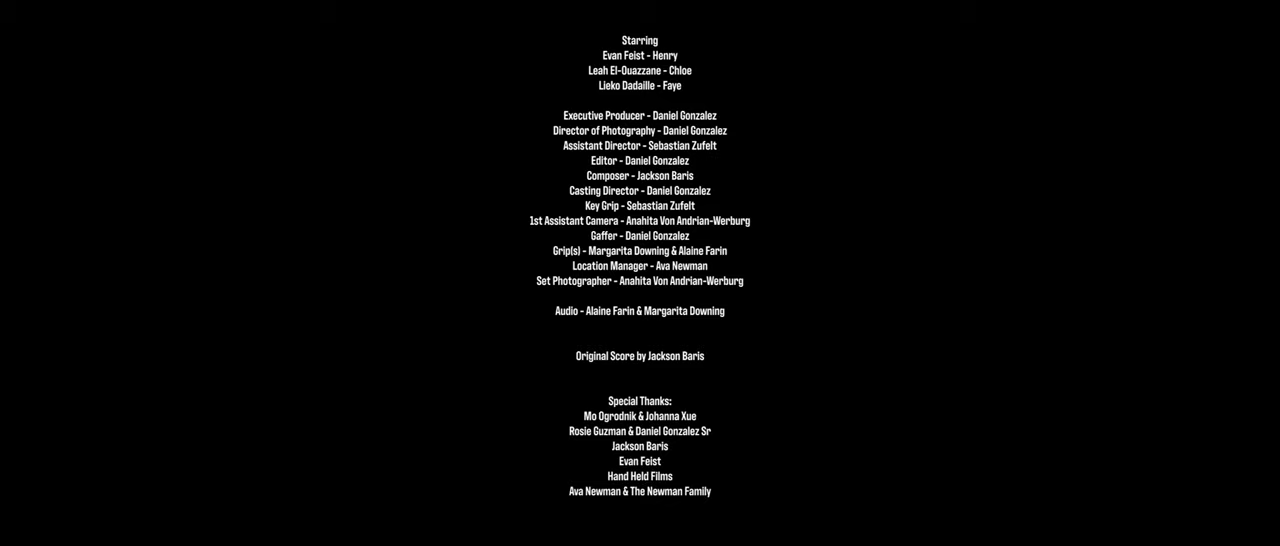 Starring
Evan Feist - Henry
Leah El-Ouazzane - Chloe
Lieko Dadaille - Faye
Executive Producer - Daniel Gonzalez
Director of Photography - Daniel Gonzalez
Assistant Director - Sebastian Zufelt
Editor - Daniel Gonzalez
Composer - Jackson Baris
Casting Director - Daniel Gonzalez
Key Grip - Sebastian Zufelt
1st Assistant Camera - Anahita Von Andrian-Werburg
Gaffer - Daniel Gonzalez
Grip(s) - Margarita Downing & Alaine Farin
Location Manager - Ava Newman
Set Photographer - Anahita Von Andrian-Werburg
Audio - Alaine Farin & Margarita Downing
Original Score by Jackson Baris
Special Thanks:
Mo Ogrodnik & Johanna Xue
Rosie Guzman & Daniel Gonzalez Sr
Jackson Baris
Evan Feist
Hand Held Films
Ava Newman & The Newman Family